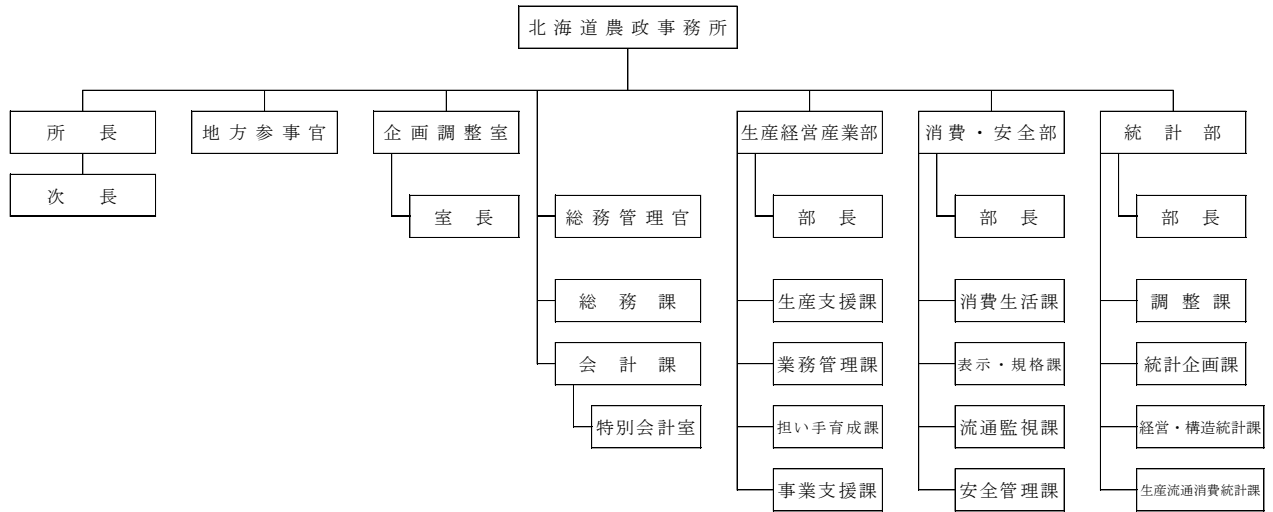 北海道農政事務所
所長
地方参事官
企画調整室
生産経営産業部
消費・安全部
統計部
次長
室長
総務管理官
部長
部長
部長
総務課
生産支援課
消費生活課
調整課
会計課
業務管理課
表示・規格課
統計企画課
特別会計室
担い手育成課
流通監視課
経営・構造統計課
事業支援課
安全管理課
生産流通消費統計課